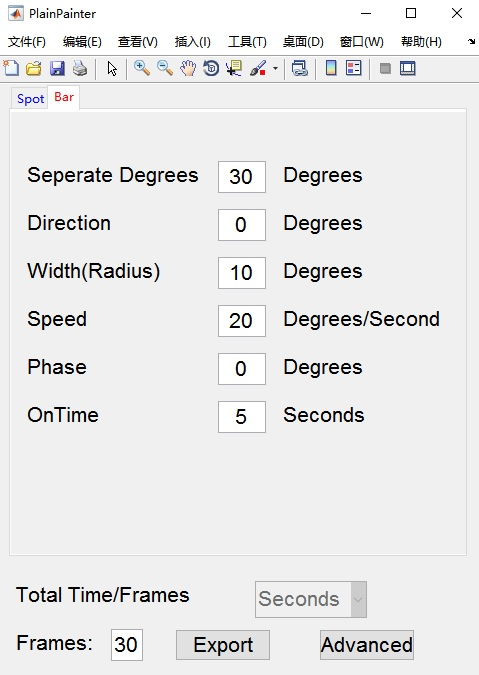 PlainPainter
文件(F) 编辑(E) 查看(V) 插入(I) 工具(T) 桌面(D) 窗口(W) 帮助(H)
Spot Bar
Seperate Degrees 30 Degrees
Direction 0 Degrees
Width(Radius) 10 Degrees
Speed 20 Degrees/Second
Phase 0 Degrees
OnTime 5 Seconds
Total Time/Frames Seconds
Frames: 30 Export Advanced